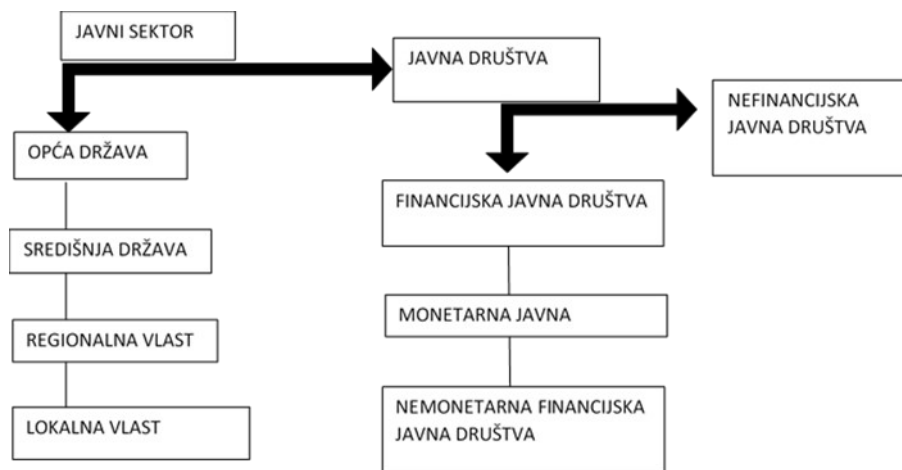 JAVNI SEKTOR
JAVNA DRUŠTVA
NEFINANCIJSKA
JAVNA DRUŠTVA
OPĆA DRŽAVA
FINANCIJSKA JAVNA DRUŠTVA
SREDIŠNJA DRŽAVA
MONETARNA JAVNA
REGIONALNA VLAST
NEMONETARNA FINANCIJSKA
JAVNA DRUŠTVA
LOKALNA VLAST